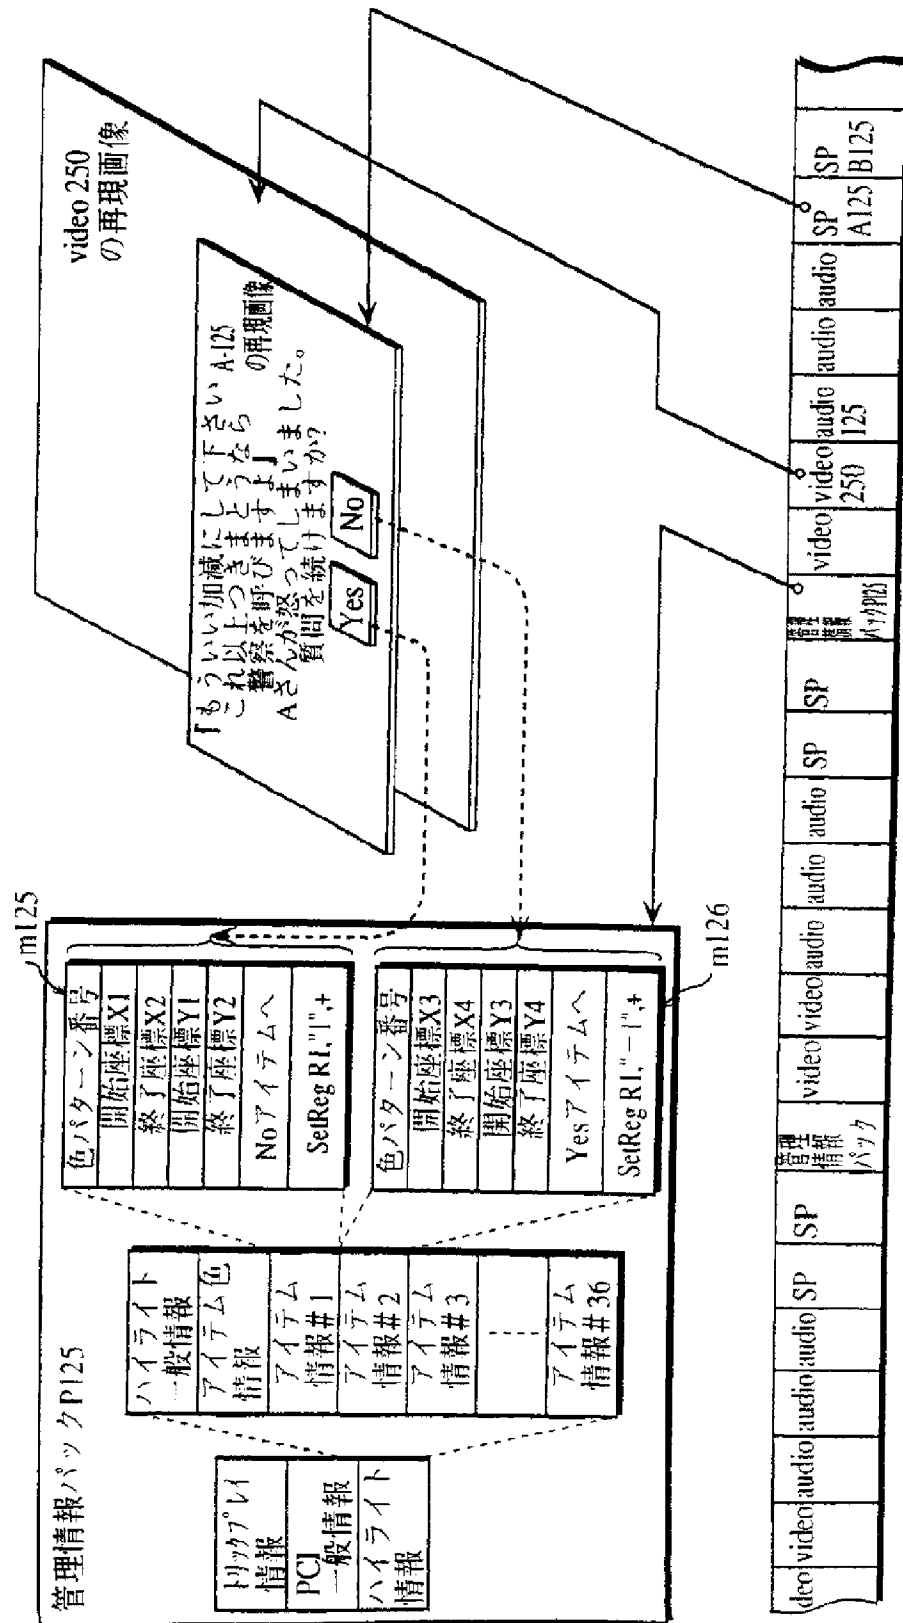 管理情報パックP125
トリックプレイ
情報
PCI
一般情報
ハイライト
情報
ハイライト
一般情報
アイテム色
情報
アイテム
情報#1
アイテム
情報#2
アイテム
情報#3
アイテム
情報#36
m125
色パターン番号
開始座標X1
終了座標X2
開始座標Y1
終了座標Y2
Noアイテムへ
SetReg R1,"1",+
色パターン番号
開始座標X3
終了座標X4
開始座標Y3
終了座標Y4
Yesアイテムへ
SetReg R1,"－1",+
m126
video 250
の再現画像
『もういい加減にして下さい
これ以上つきまとうなら
警察を呼びますよ』
Aさんが怒ってしまいました。
質問を続けますか?
A-125
の再現画像
Yes
No
deo
video
audio
audio
audio
SP
SP
管理
情報
パック
video
video
audio
audio
audio
SP
SP
管理
情報
パックP125
video
video
250
audio
125
audio
audio
SP
A125
SP
B125